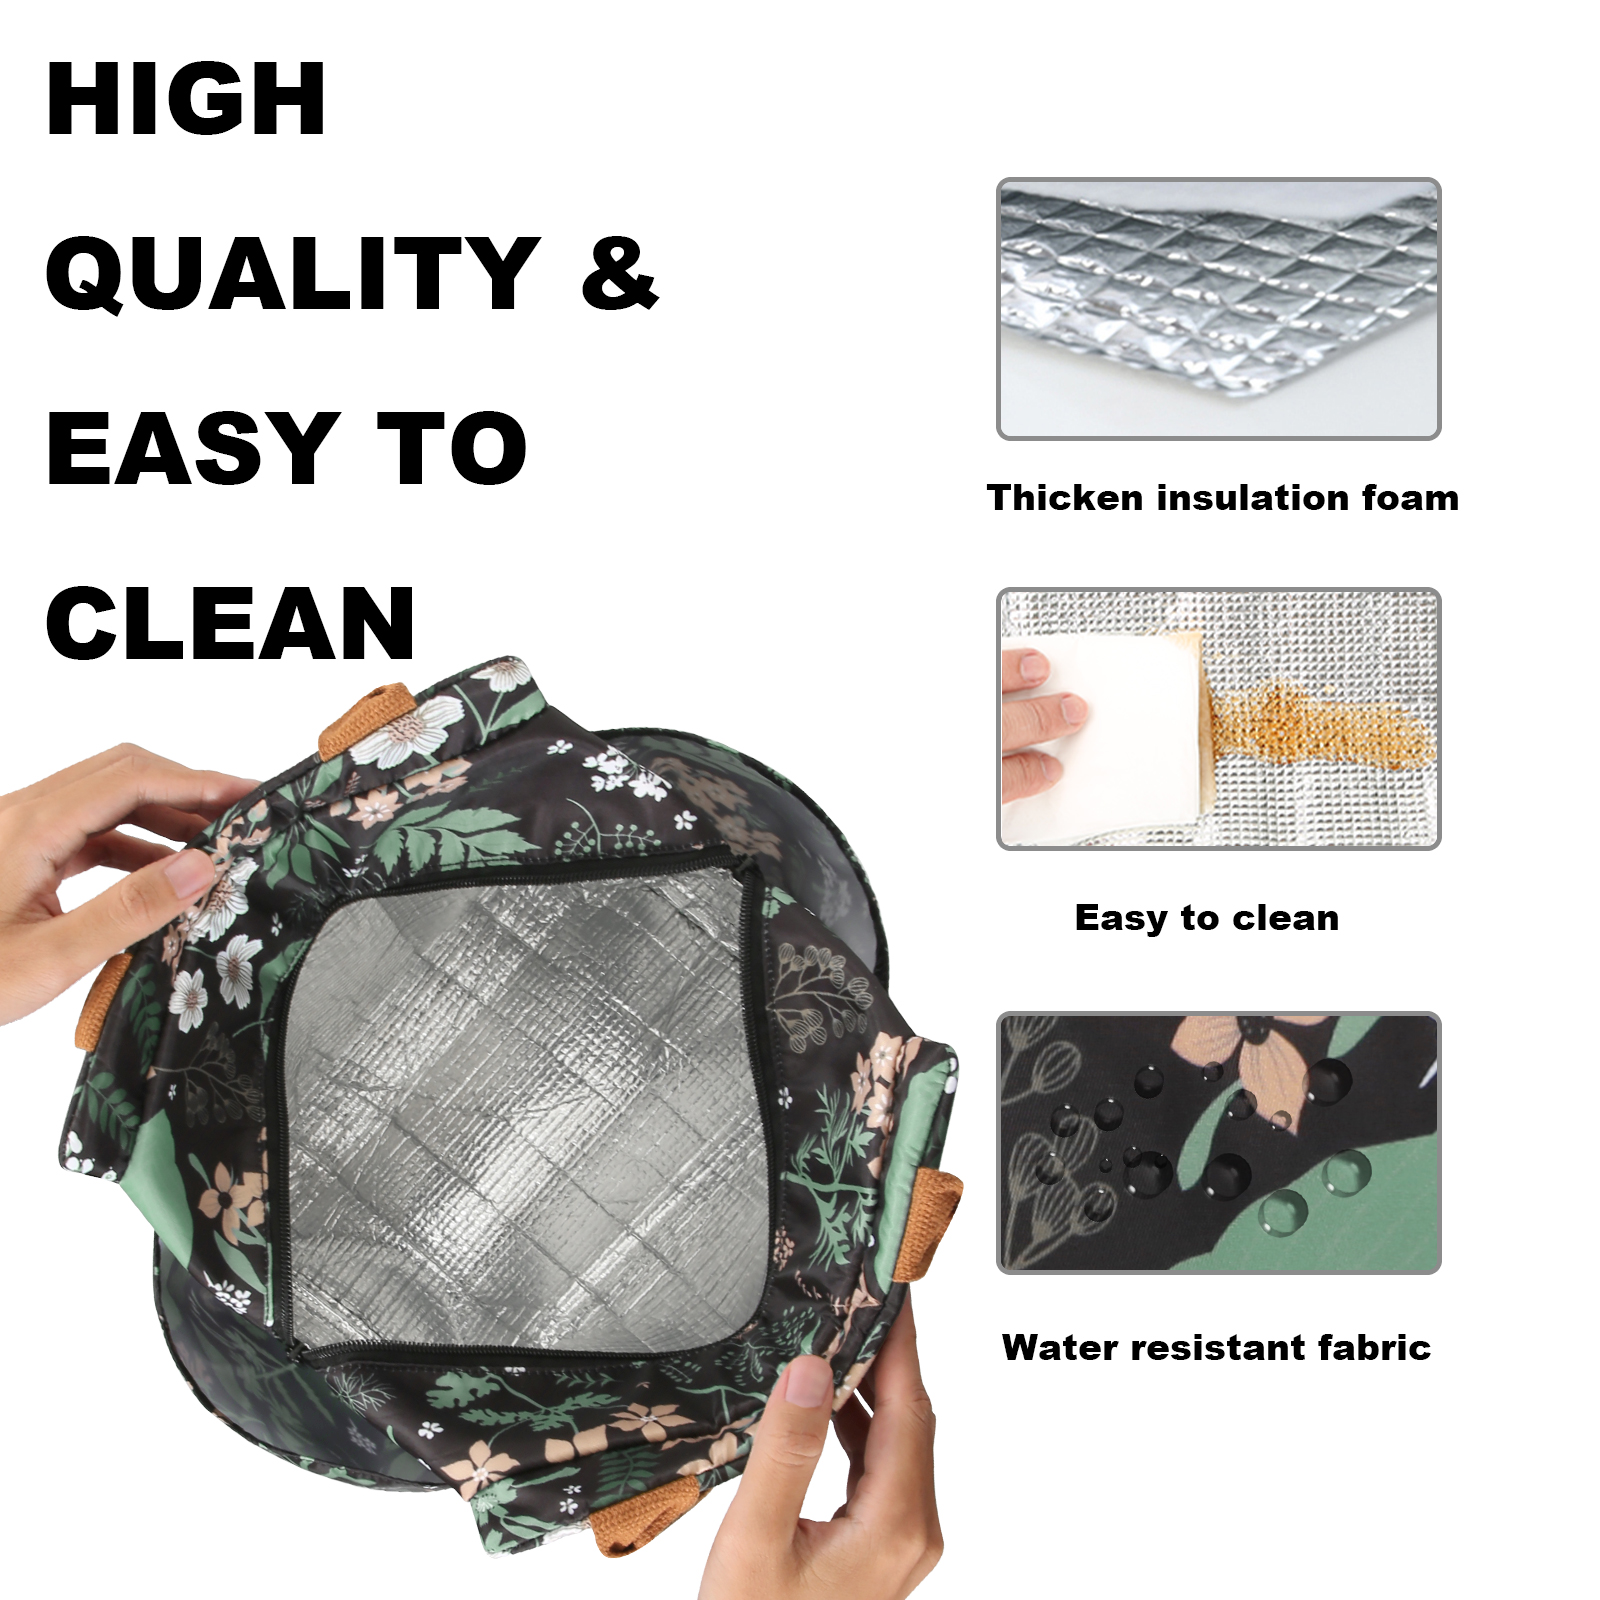 HIGH
QUALITY &
EASY TO
CLEAN
Thicken insulation foam
Easy to clean
Water resistant fabric